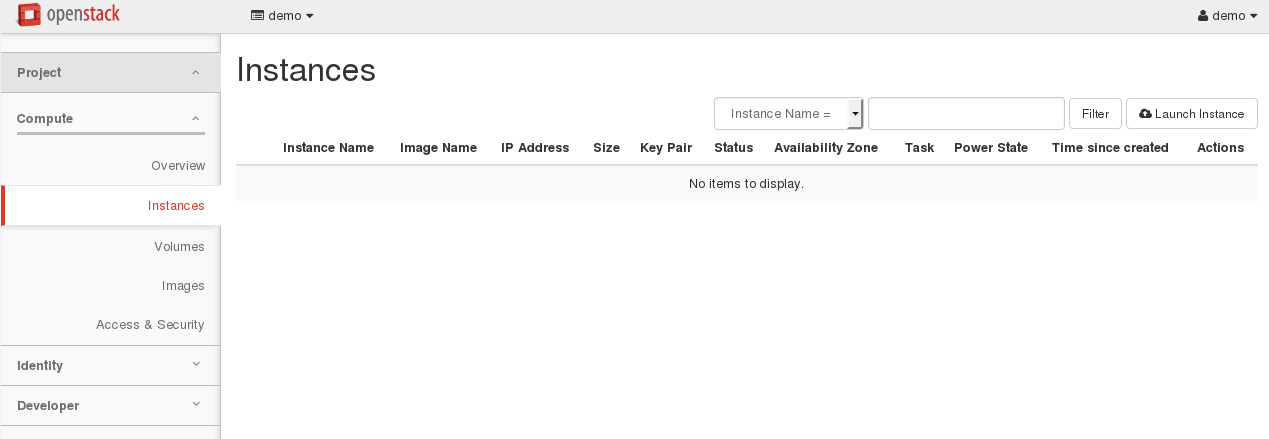 openstack
demo
demo
Project
Compute
Overview
Instances
Volumes
Images
Access & Security
Identity
Developer
Instances
Instance Name =
Filter
Launch Instance
Instance Name Image Name IP Address Size Key Pair Status Availability Zone Task Power State Time since created Actions
No items to display.